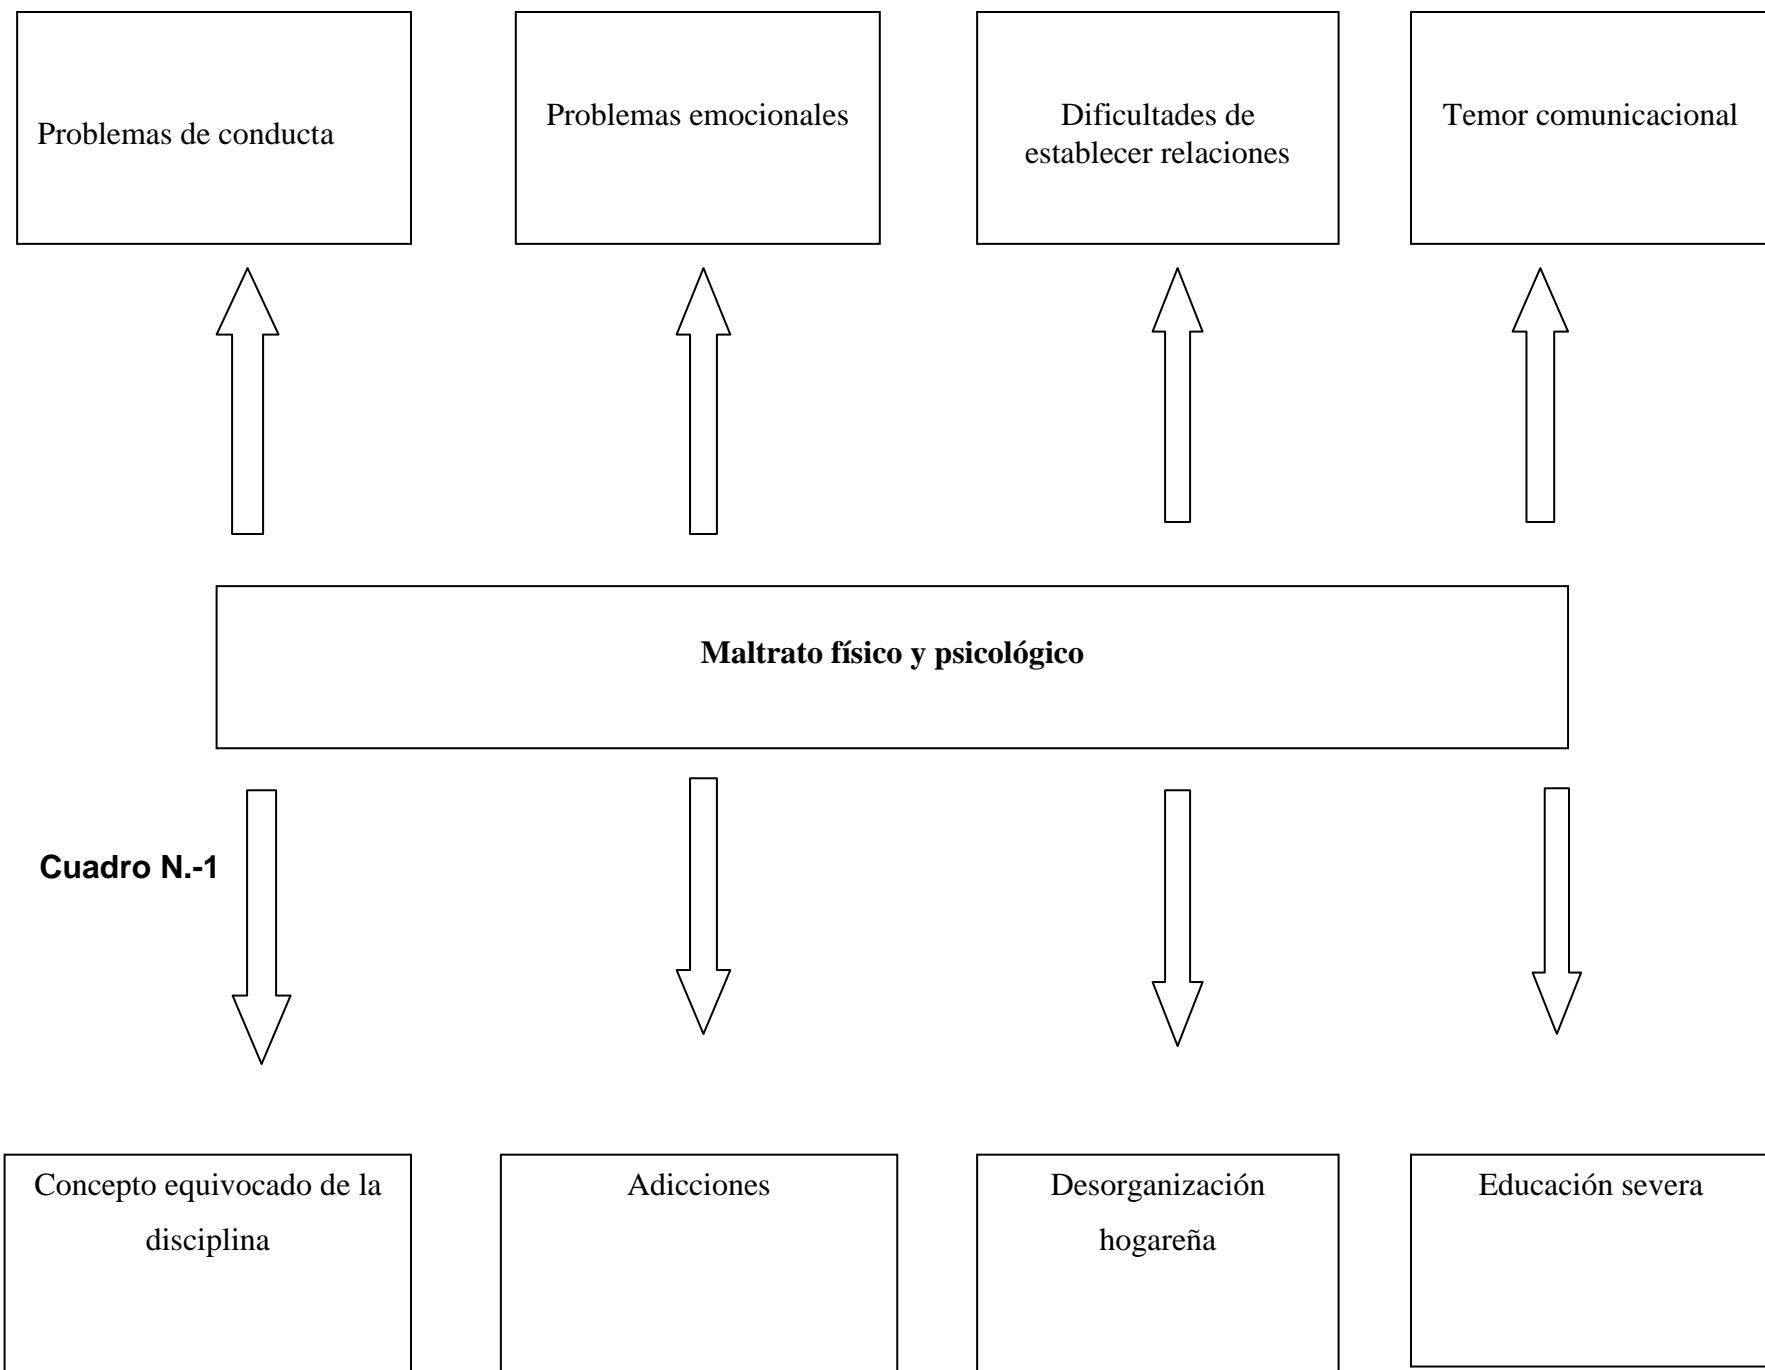 Problemas de conducta
Problemas emocionales
Dificultades de
establecer relaciones
Temor comunicacional
Maltrato físico y psicológico
Cuadro N.-1
Concepto equivocado de la
disciplina
Adicciones
Desorganización
hogareña
Educación severa